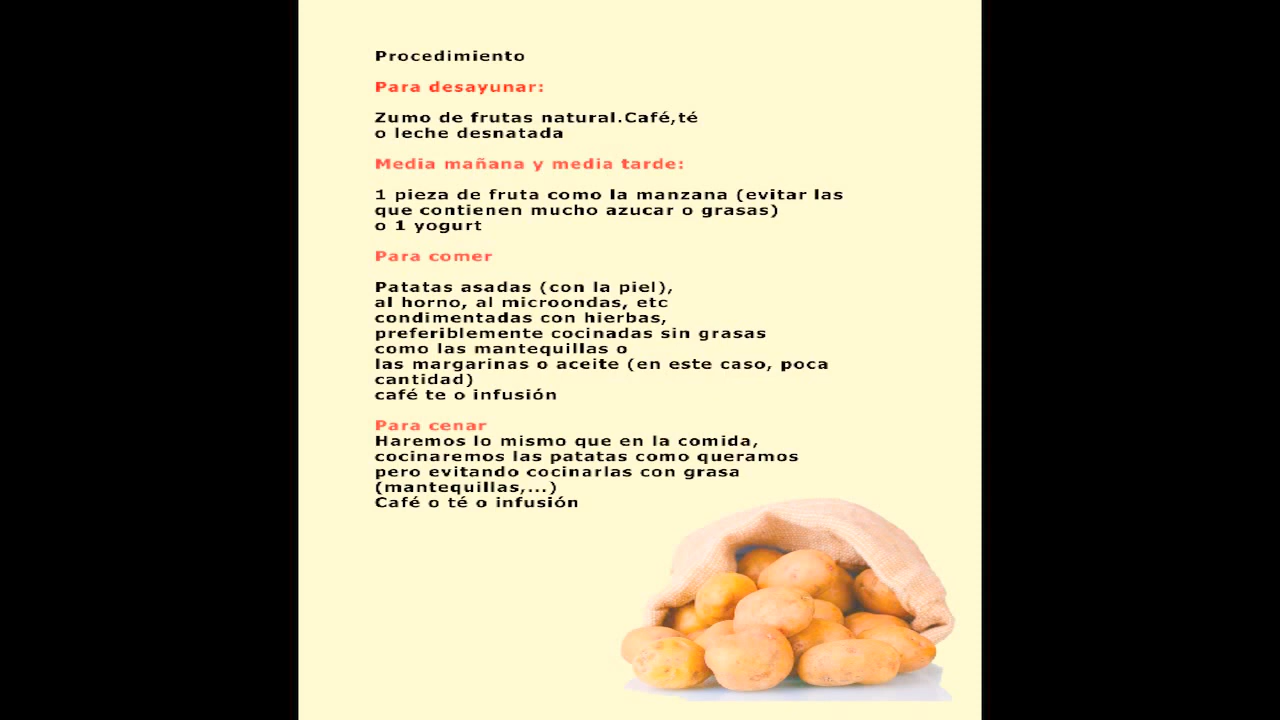 Procedimiento
Para desayunar:
Zumo de frutas natural.Café,té
o leche desnatada
Media mañana y media tarde:
1 pieza de fruta como la manzana (evitar las
que contienen mucho azucar o grasas)
o 1 yogurt
Para comer
Patatas asadas (con la piel),
al horno, al microondas, etc
condimentadas con hierbas,
preferiblemente cocinadas sin grasas
como las mantequillas o
las margarinas o aceite (en este caso, poca
cantidad)
café te o infusión
Para cenar
Haremos lo mismo que en la comida,
cocinaremos las patatas como queramos
pero evitando cocinarlas con grasa
(mantequillas,...)
Café o té o infusión